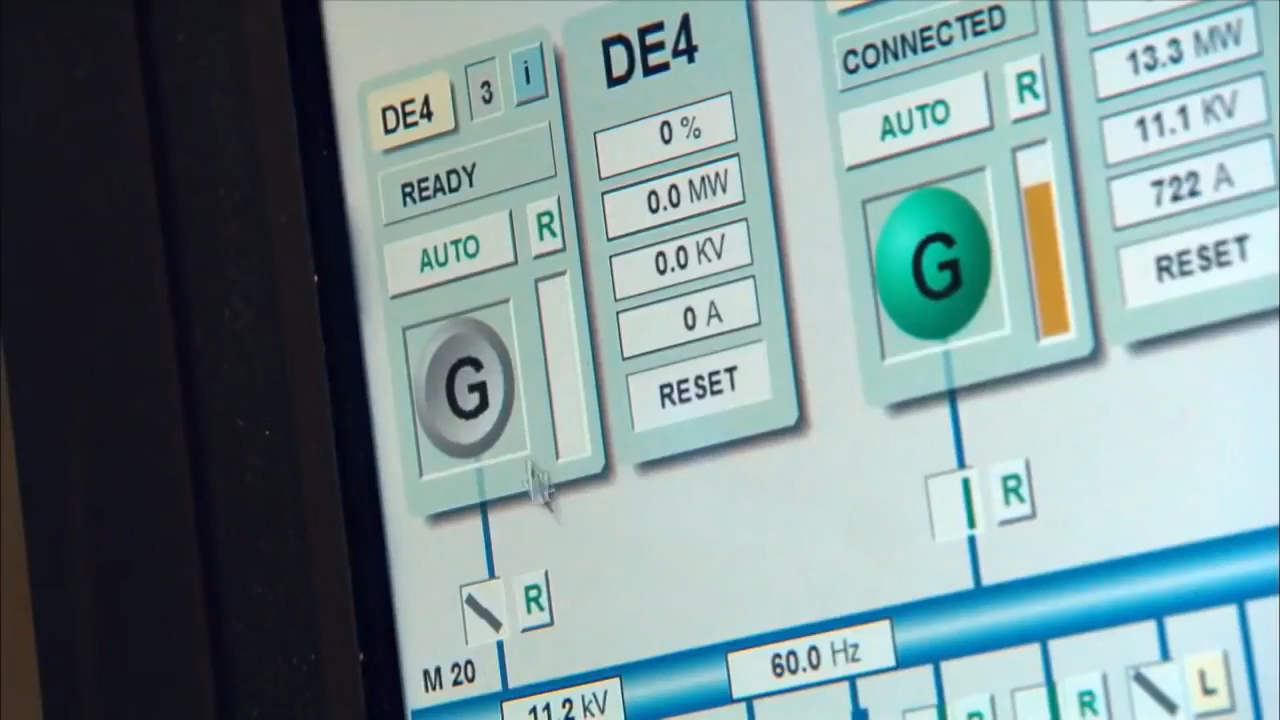 DE4 3 i
READY
AUTO R
G
DE4
0 %
0.0 MW
0.0 KV
0 A
RESET
CONNECTED
AUTO R
G
13.3 MW
11.1 KV
722 A
RESET
R
R
M 20
11.2 kV
60.0 Hz
R
R
L